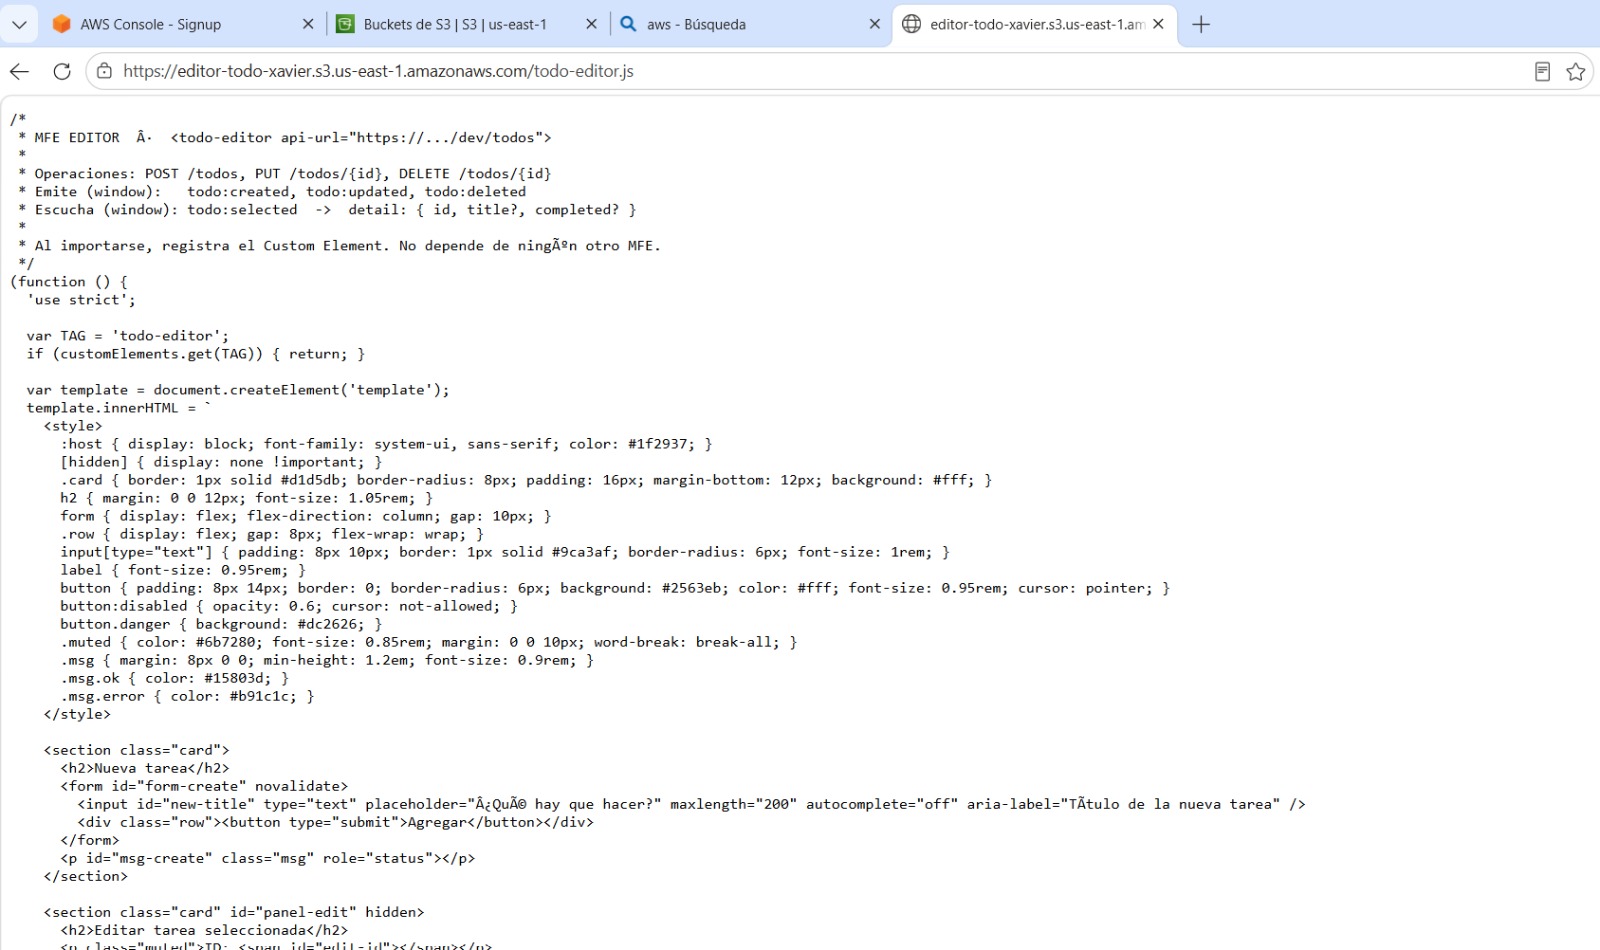 AWS Console - Signup
Buckets de S3 | S3 | us-east-1
aws - Búsqueda
editor-todo-xavier.s3.us-east-1.am
https://editor-todo-xavier.s3.us-east-1.amazonaws.com/todo-editor.js
/*
 * MFE EDITOR  Â·  <todo-editor api-url="https://.../dev/todos">
 *
 * Operaciones: POST /todos, PUT /todos/{id}, DELETE /todos/{id}
 * Emite (window):   todo:created, todo:updated, todo:deleted
 * Escucha (window): todo:selected  ->  detail: { id, title?, completed? }
 *
 * Al importarse, registra el Custom Element. No depende de ningÃºn otro MFE.
 */
(function () {
  'use strict';

  var TAG = 'todo-editor';
  if (customElements.get(TAG)) { return; }

  var template = document.createElement('template');
  template.innerHTML = `
    <style>
      :host { display: block; font-family: system-ui, sans-serif; color: #1f2937; }
      [hidden] { display: none !important; }
      .card { border: 1px solid #d1d5db; border-radius: 8px; padding: 16px; margin-bottom: 12px; background: #fff; }
      h2 { margin: 0 0 12px; font-size: 1.05rem; }
      form { display: flex; flex-direction: column; gap: 10px; }
      .row { display: flex; gap: 8px; flex-wrap: wrap; }
      input[type="text"] { padding: 8px 10px; border: 1px solid #9ca3af; border-radius: 6px; font-size: 1rem; }
      label { font-size: 0.95rem; }
      button { padding: 8px 14px; border: 0; border-radius: 6px; background: #2563eb; color: #fff; font-size: 0.95rem; cursor: pointer; }
      button:disabled { opacity: 0.6; cursor: not-allowed; }
      button.danger { background: #dc2626; }
      .muted { color: #6b7280; font-size: 0.85rem; margin: 0 0 10px; word-break: break-all; }
      .msg { margin: 8px 0 0; min-height: 1.2em; font-size: 0.9rem; }
      .msg.ok { color: #15803d; }
      .msg.error { color: #b91c1c; }
    </style>

    <section class="card">
      <h2>Nueva tarea</h2>
      <form id="form-create" novalidate>
        <input id="new-title" type="text" placeholder="Â¿QuÃ© hay que hacer?" maxlength="200" autocomplete="off" aria-label="TÃ­tulo de la nueva tarea" />
        <div class="row"><button type="submit">Agregar</button></div>
      </form>
      <p id="msg-create" class="msg" role="status"></p>
    </section>

    <section class="card" id="panel-edit" hidden>
      <h2>Editar tarea seleccionada</h2>
      <p class="muted">ID: <span id="edit-id"></span></p>